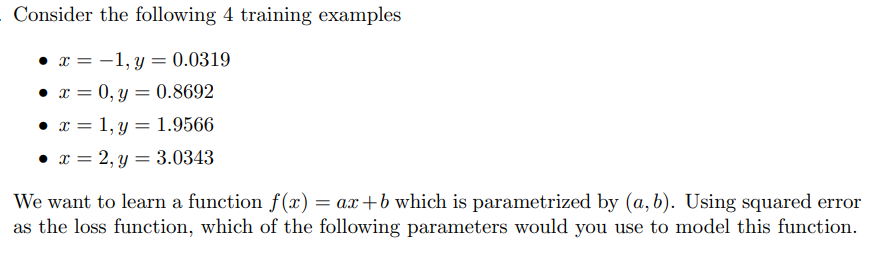 Consider the following 4 training examples
• x = −1, y = 0.0319
• x = 0, y = 0.8692
• x = 1, y = 1.9566
• x = 2, y = 3.0343
We want to learn a function f(x) = ax+b which is parametrized by (a, b). Using squared error
as the loss function, which of the following parameters would you use to model this function.